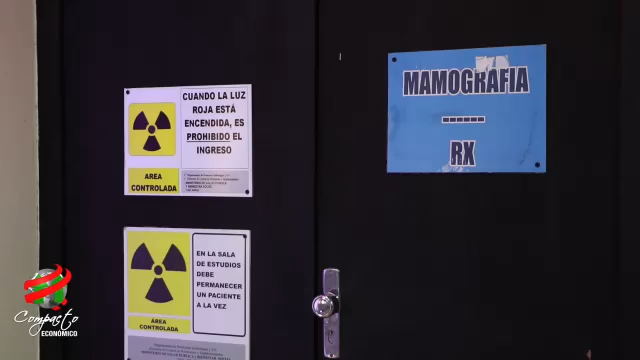 CUANDO LA LUZ
ROJA ESTÁ
ENCENDIDA, ES
PROHIBIDO EL
INGRESO
AREA
CONTROLADA
MAMOGRAFIA
------
RX
EN LA SALA
DE ESTUDIOS
DEBE
PERMANECER
UN PACIENTE
A LA VEZ
AREA
CONTROLADA
Compacto
ECONÓMICO